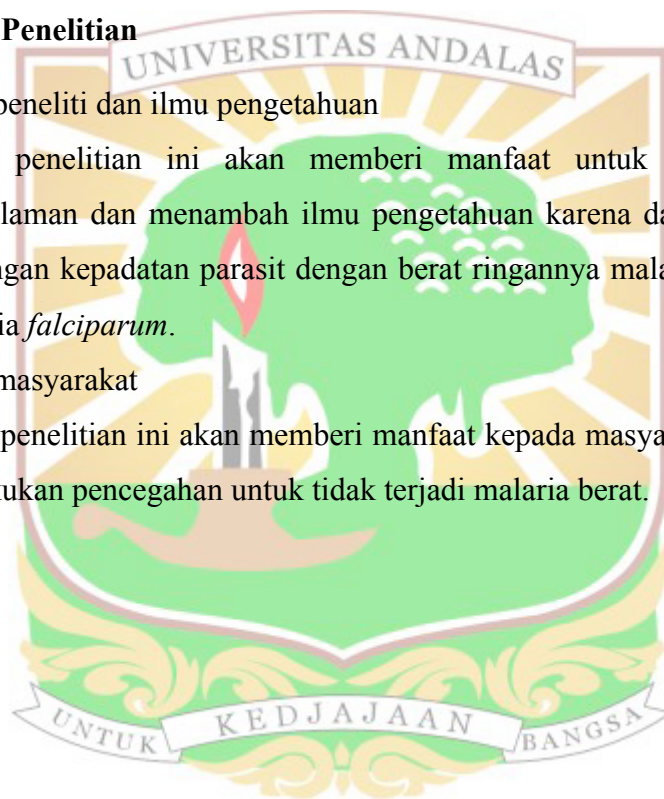 Penelitian
UNIVERSITAS ANDALAS
peneliti dan ilmu pengetahuan
penelitian ini akan memberi manfaat untuk
laman dan menambah ilmu pengetahuan karena da
ngan kepadatan parasit dengan berat ringannya mala
ia falciparum.
masyarakat
penelitian ini akan memberi manfaat kepada masya
ukan pencegahan untuk tidak terjadi malaria berat.
UNTUK KEDJAJAAN BANGSA